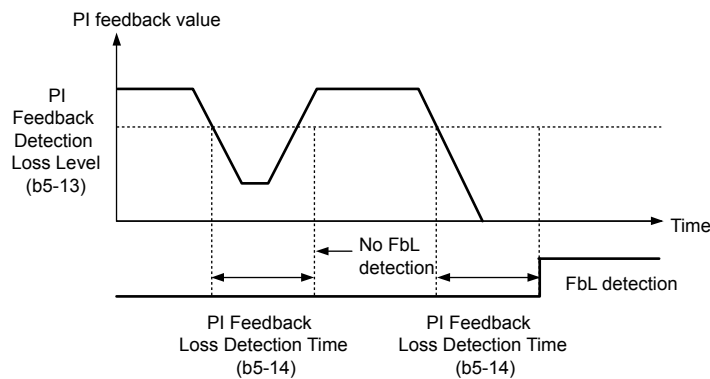 PI feedback value
PI
Feedback
Detection
Loss Level
(b5-13)
Time
No FbL
detection
FbL detection
PI Feedback
Loss Detection Time
(b5-14)
PI Feedback
Loss Detection Time
(b5-14)